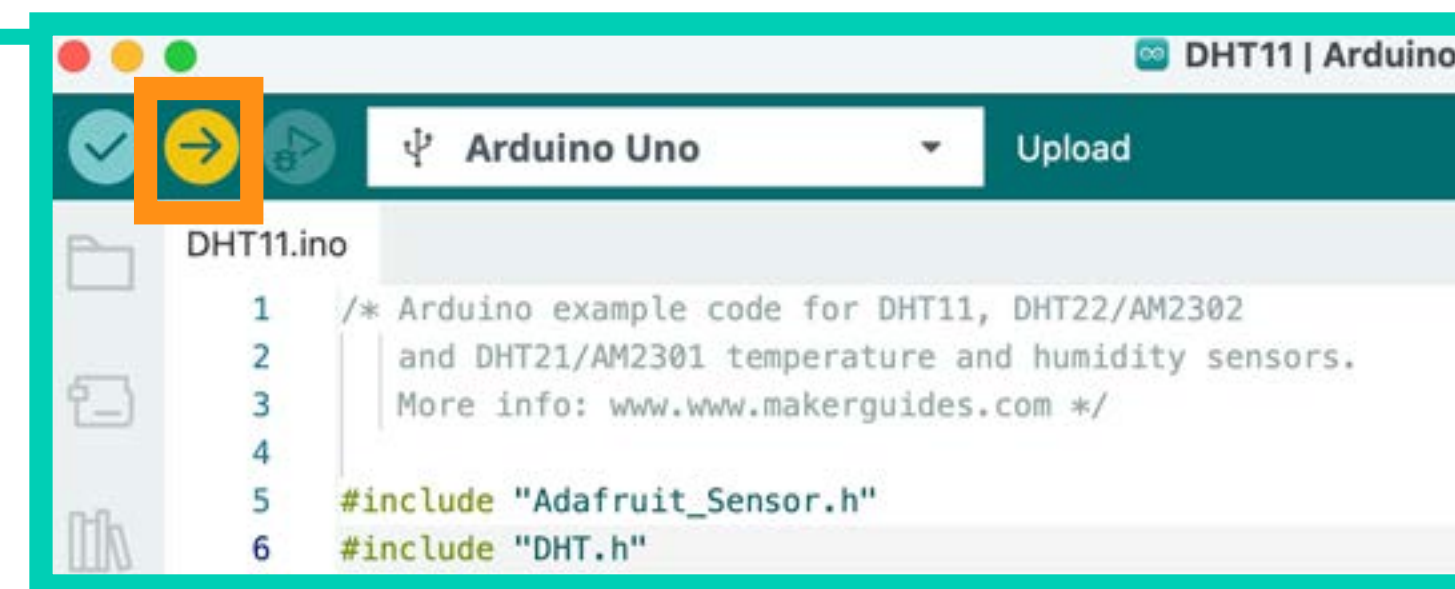 DHT11 | Arduino
Arduino Uno
Upload
DHT11.ino
1 /* Arduino example code for DHT11, DHT22/AM2302
2 and DHT21/AM2301 temperature and humidity sensors.
3 More info: www.www.makerguides.com */
4
5 #include "Adafruit_Sensor.h"
6 #include "DHT.h"